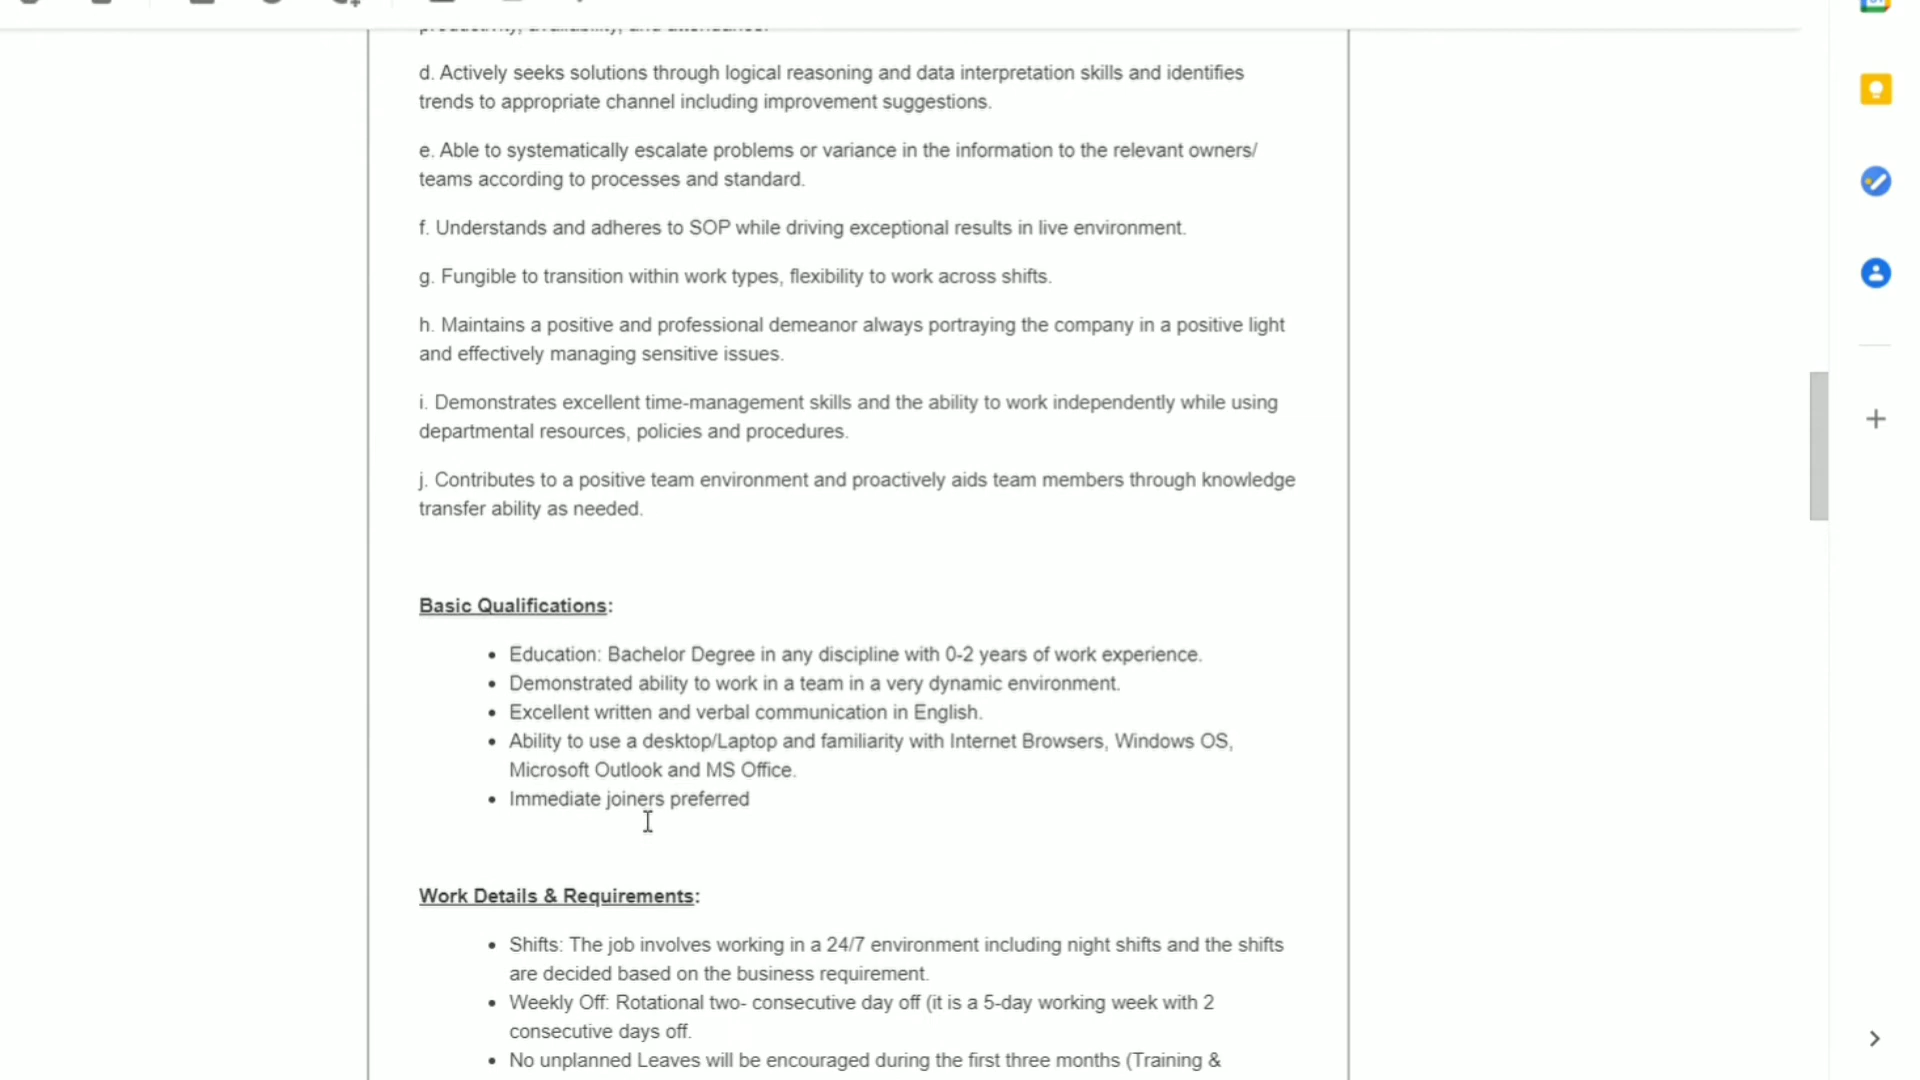 d. Actively seeks solutions through logical reasoning and data interpretation skills and identifies
trends to appropriate channel including improvement suggestions.
e. Able to systematically escalate problems or variance in the information to the relevant owners/
teams according to processes and standard.
f. Understands and adheres to SOP while driving exceptional results in live environment.
g. Fungible to transition within work types, flexibility to work across shifts.
h. Maintains a positive and professional demeanor always portraying the company in a positive light
and effectively managing sensitive issues.
i. Demonstrates excellent time-management skills and the ability to work independently while using
departmental resources, policies and procedures.
j. Contributes to a positive team environment and proactively aids team members through knowledge
transfer ability as needed.
Basic Qualifications:
• Education: Bachelor Degree in any discipline with 0-2 years of work experience.
• Demonstrated ability to work in a team in a very dynamic environment.
• Excellent written and verbal communication in English.
• Ability to use a desktop/Laptop and familiarity with Internet Browsers, Windows OS,
Microsoft Outlook and MS Office.
• Immediate joiners preferred
Work Details & Requirements:
• Shifts: The job involves working in a 24/7 environment including night shifts and the shifts
are decided based on the business requirement.
• Weekly Off: Rotational two- consecutive day off (it is a 5-day working week with 2
consecutive days off.
• No unplanned Leaves will be encouraged during the first three months (Training &